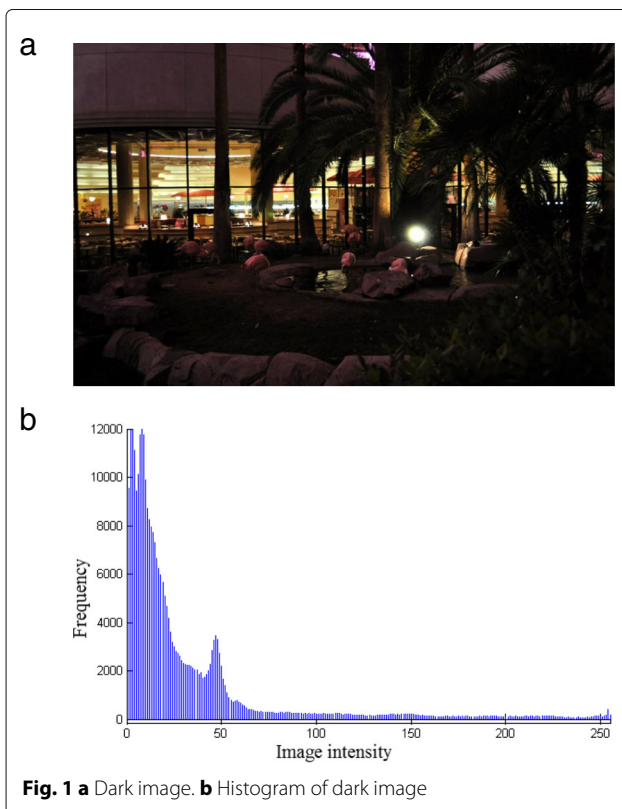 a
b
12000
10000
8000
6000
4000
2000
0
Frequency
0 50 100 150 200 250
Image intensity
Fig. 1 a Dark image. b Histogram of dark image